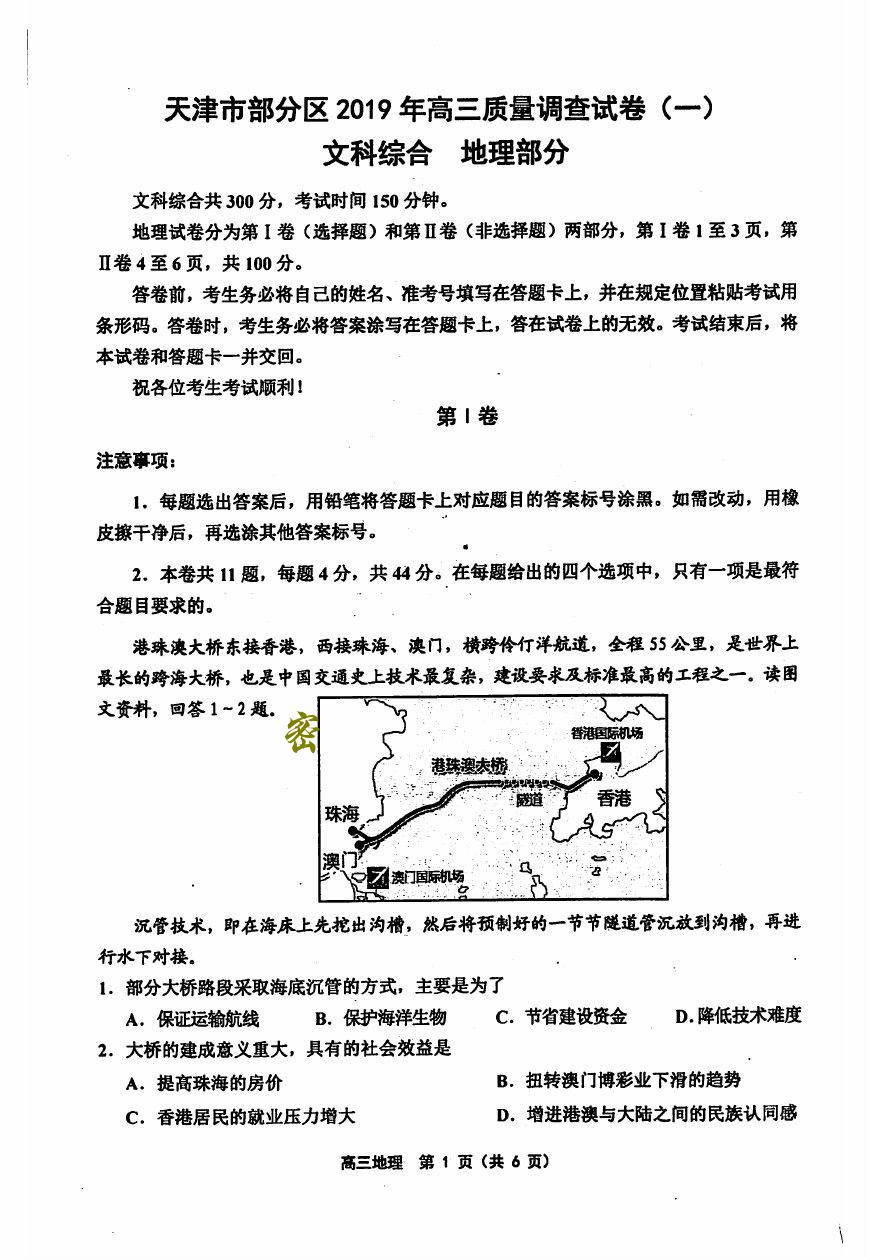 天津市部分区 2019 年高三质量调查试卷（一）
文科综合 地理部分
文科综合共 300 分，考试时间 150 分钟。
地理试卷分为第Ⅰ卷（选择题）和第Ⅱ卷（非选择题）两部分，第Ⅰ卷 1 至 3 页，第
Ⅱ卷 4 至 6 页，共 100 分。
答卷前，考生务必将自己的姓名、准考号填写在答题卡上，并在规定位置粘贴考试用
条形码。答卷时，考生务必将答案涂写在答题卡上，答在试卷上的无效。考试结束后，将
本试卷和答题卡一并交回。
祝各位考生考试顺利！
第Ⅰ卷
注意事项：
1．每题选出答案后，用铅笔将答题卡上对应题目的答案标号涂黑。如需改动，用橡
皮擦干净后，再选涂其他答案标号。
2．本卷共 11 题，每题 4 分，共 44 分。在每题给出的四个选项中，只有一项是最符
合题目要求的。
港珠澳大桥东接香港，西接珠海、澳门，横跨伶仃洋航道，全程 55 公里，是世界上
最长的跨海大桥，也是中国交通史上技术最复杂，建设要求及标准最高的工程之一。读图
文资料，回答 1～2 题。
密
香港国际机场
港珠澳大桥
隧道
香港
珠海
澳门
澳门国际机场
沉管技术，即在海床上先挖出沟槽，然后将预制好的一节节隧道管沉放到沟槽，再进
行水下对接。
1．部分大桥路段采取海底沉管的方式，主要是为了
A．保证运输航线 B．保护海洋生物 C．节省建设资金 D．降低技术难度
2．大桥的建成意义重大，具有的社会效益是
A．提高珠海的房价 B．扭转澳门博彩业下滑的趋势
C．香港居民的就业压力增大 D．增进港澳与大陆之间的民族认同感
高三地理 第 1 页（共 6 页）